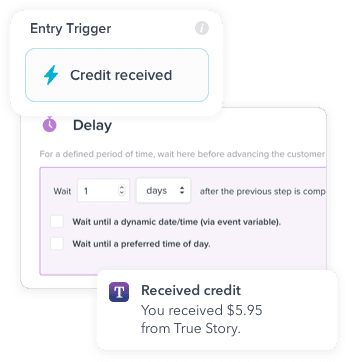 Entry Trigger
Credit received
Delay
For a defined period of time, wait here before advancing the customer
Wait 1 days after the previous step is comp
Wait until a dynamic date/time (via event variable).
Wait until a preferred time of day.
T
Received credit
You received $5.95
from True Story.